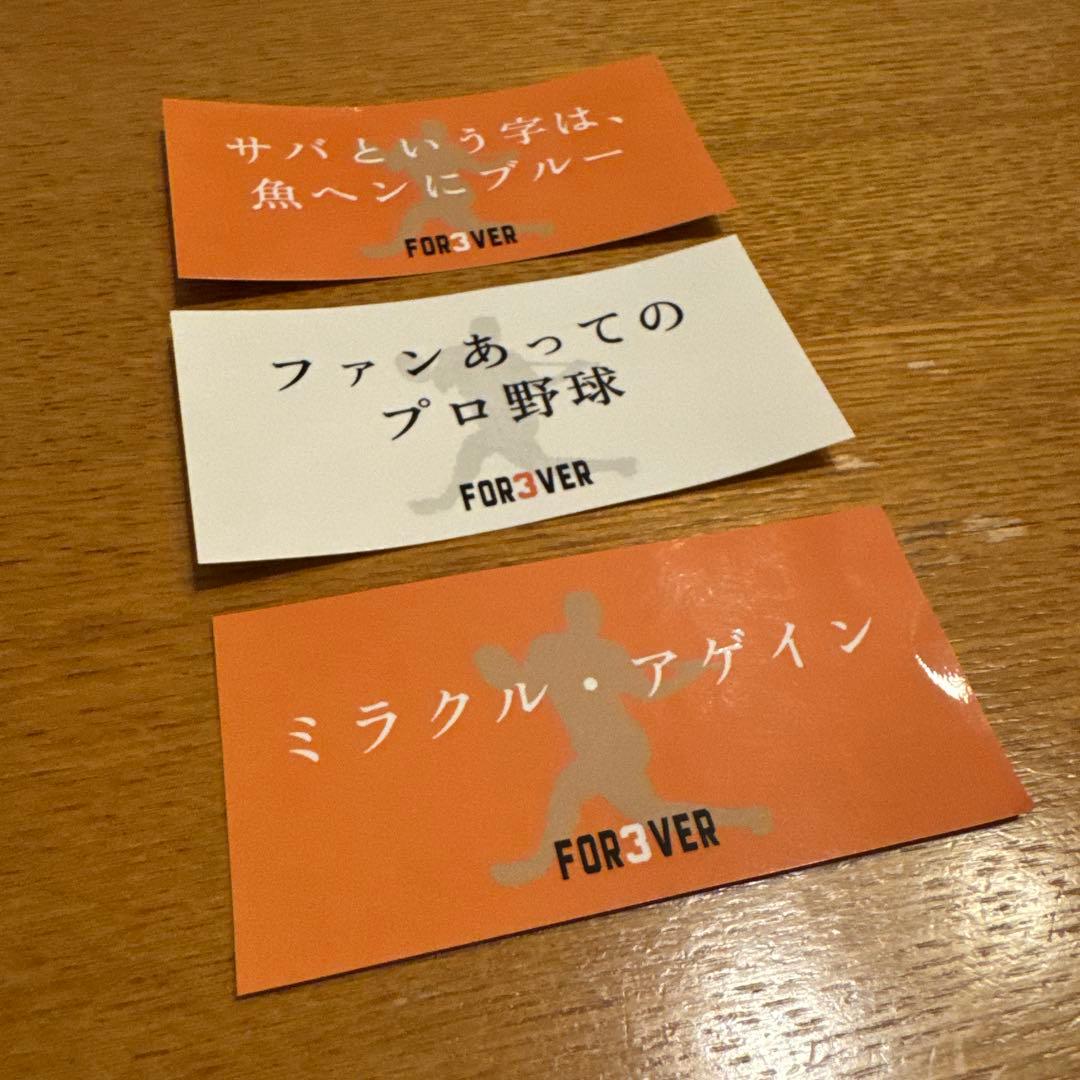 サバという字は、
魚ヘンにブルー
FOR3VER
ファンあっての
プロ野球
FOR3VER
ミラクル・アゲイン
FOR3VER